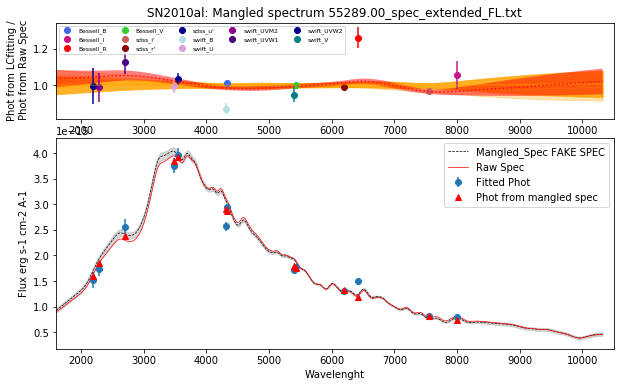 SN2010al: Mangled spectrum 55289.00_spec_extended_FL.txt
Phot from LCfitting /
Phot from Raw Spec
1.2
1.0
Bessell_B
Bessell_I
Bessell_R
Bessell_V
sdss_i'
sdss_r'
sdss_u'
swift_B
swift_U
swift_UVM2
swift_UVW1
swift_UVW2
swift_V
2000 3000 4000 5000 6000 7000 8000 9000 10000
Flux erg s-1 cm-2 A-1
4.0
3.5
3.0
2.5
2.0
1.5
1.0
0.5
Mangled_Spec FAKE SPEC
Raw Spec
Fitted Phot
Phot from mangled spec
2000 3000 4000 5000 6000 7000 8000 9000 10000
Wavelenght